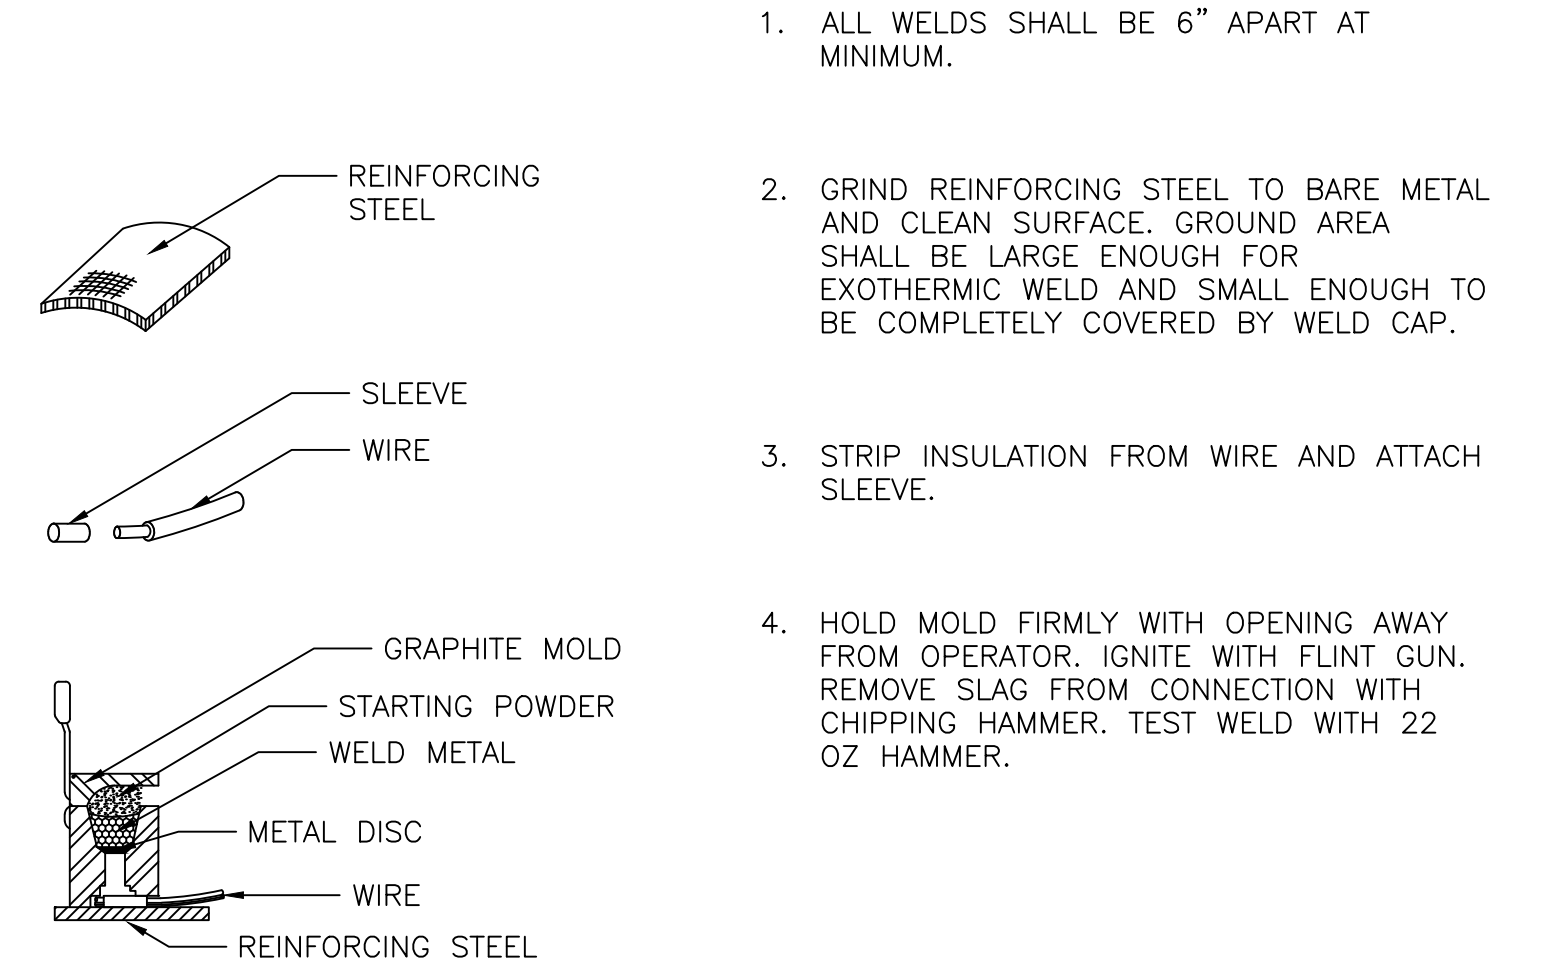 1. ALL WELDS SHALL BE 6” APART AT
MINIMUM.
REINFORCING
STEEL
2. GRIND REINFORCING STEEL TO BARE METAL
AND CLEAN SURFACE. GROUND AREA
SHALL BE LARGE ENOUGH FOR
EXOTHERMIC WELD AND SMALL ENOUGH TO
BE COMPLETELY COVERED BY WELD CAP.
SLEEVE
WIRE
3. STRIP INSULATION FROM WIRE AND ATTACH
SLEEVE.
GRAPHITE MOLD
STARTING POWDER
WELD METAL
METAL DISC
WIRE
REINFORCING STEEL
4. HOLD MOLD FIRMLY WITH OPENING AWAY
FROM OPERATOR. IGNITE WITH FLINT GUN.
REMOVE SLAG FROM CONNECTION WITH
CHIPPING HAMMER. TEST WELD WITH 22
OZ HAMMER.